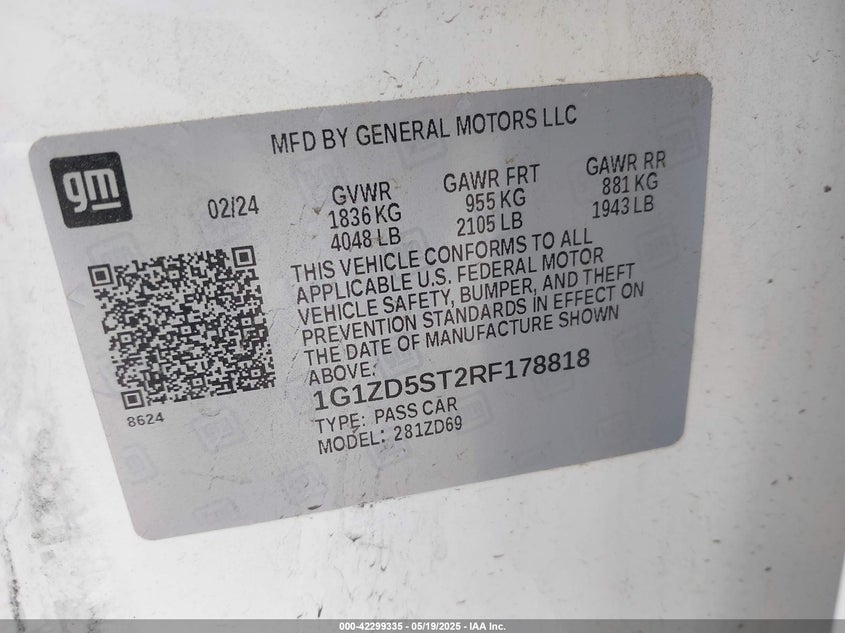 MFD BY GENERAL MOTORS LLC
gm
02/24
GVWR
1836 KG
4048 LB
GAWR FRT
955 KG
2105 LB
GAWR RR
881 KG
1943 LB
THIS VEHICLE CONFORMS TO ALL
APPLICABLE U.S. FEDERAL MOTOR
VEHICLE SAFETY, BUMPER, AND THEFT
PREVENTION STANDARDS IN EFFECT ON
THE DATE OF MANUFACTURE SHOWN
ABOVE.
1G1ZD5ST2RF178818
TYPE: PASS CAR
MODEL: 281ZD69
8624
000-42299335 - 05/19/2025 - IAA Inc.